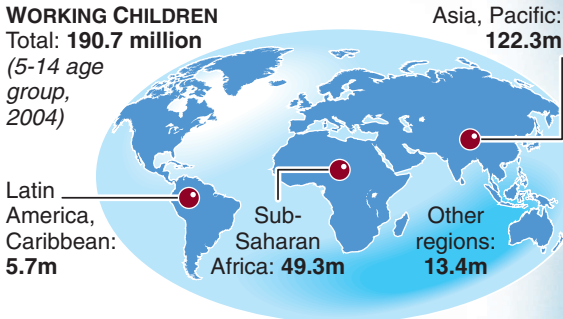 WORKING CHILDREN
Total: 190.7 million
(5-14 age
group,
2004)
Asia, Pacific:
122.3m
Latin
America,
Caribbean:
5.7m
Sub-
Saharan
Africa: 49.3m
Other
regions:
13.4m